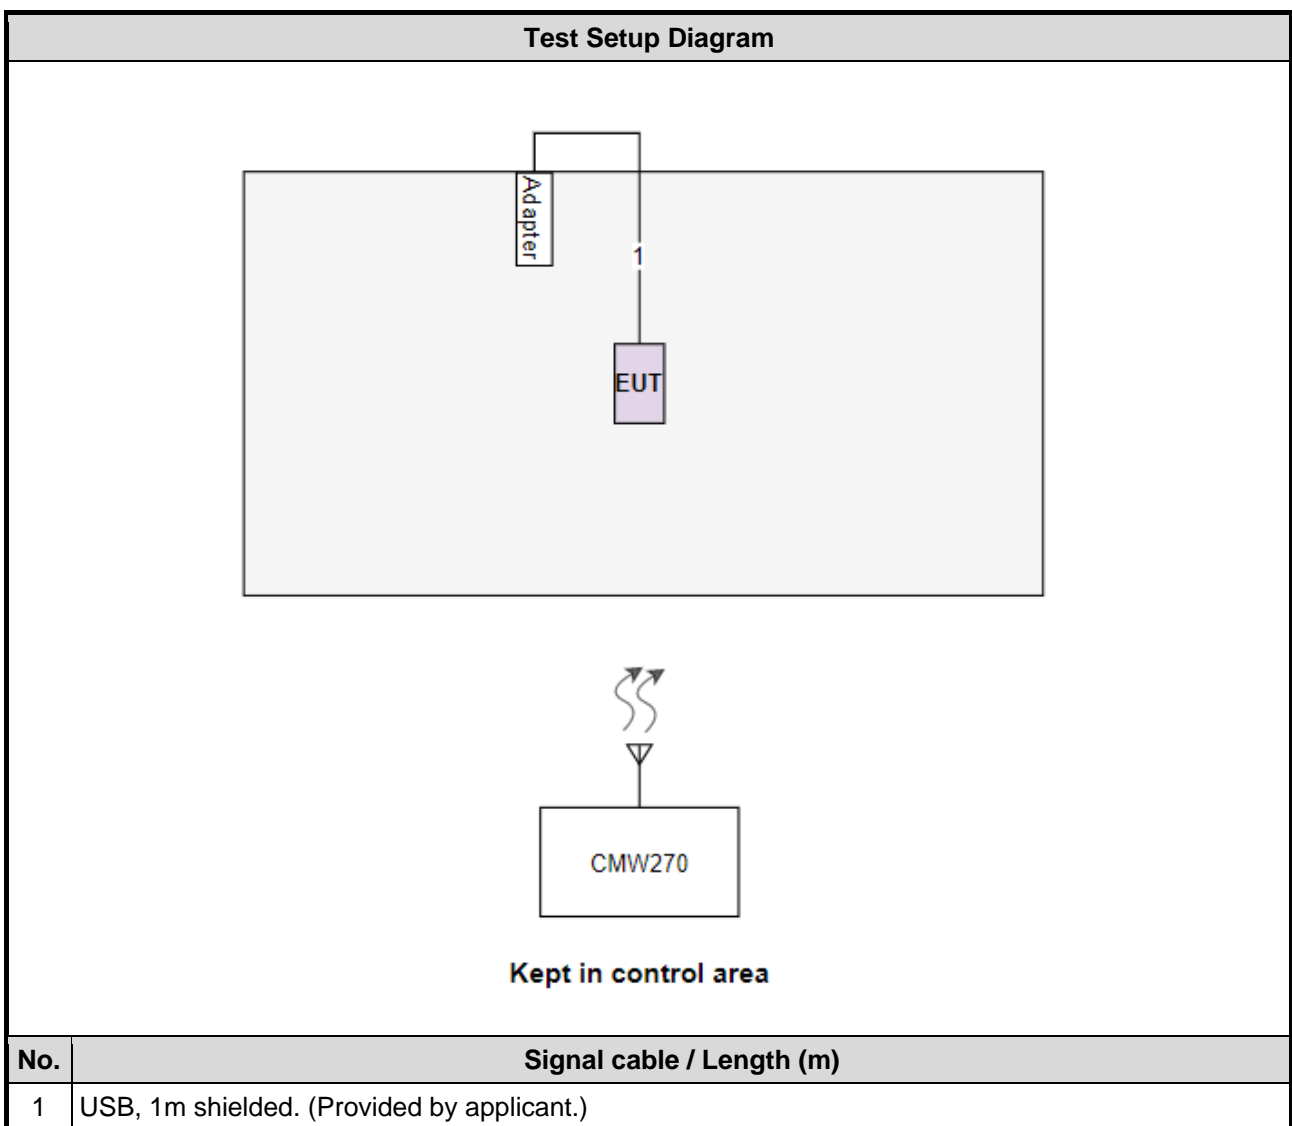 Test Setup Diagram
Adapter
1
EUT
CMW270
Kept in control area
No. Signal cable / Length (m)
1 USB, 1m shielded. (Provided by applicant.)